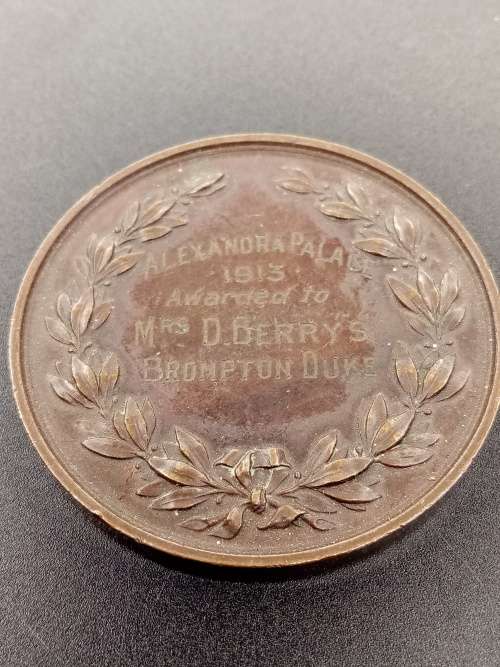 ALEXANDRA PALACE
1913
Awarded to
MRS D. BERRY'S
BROMPTON DUKE